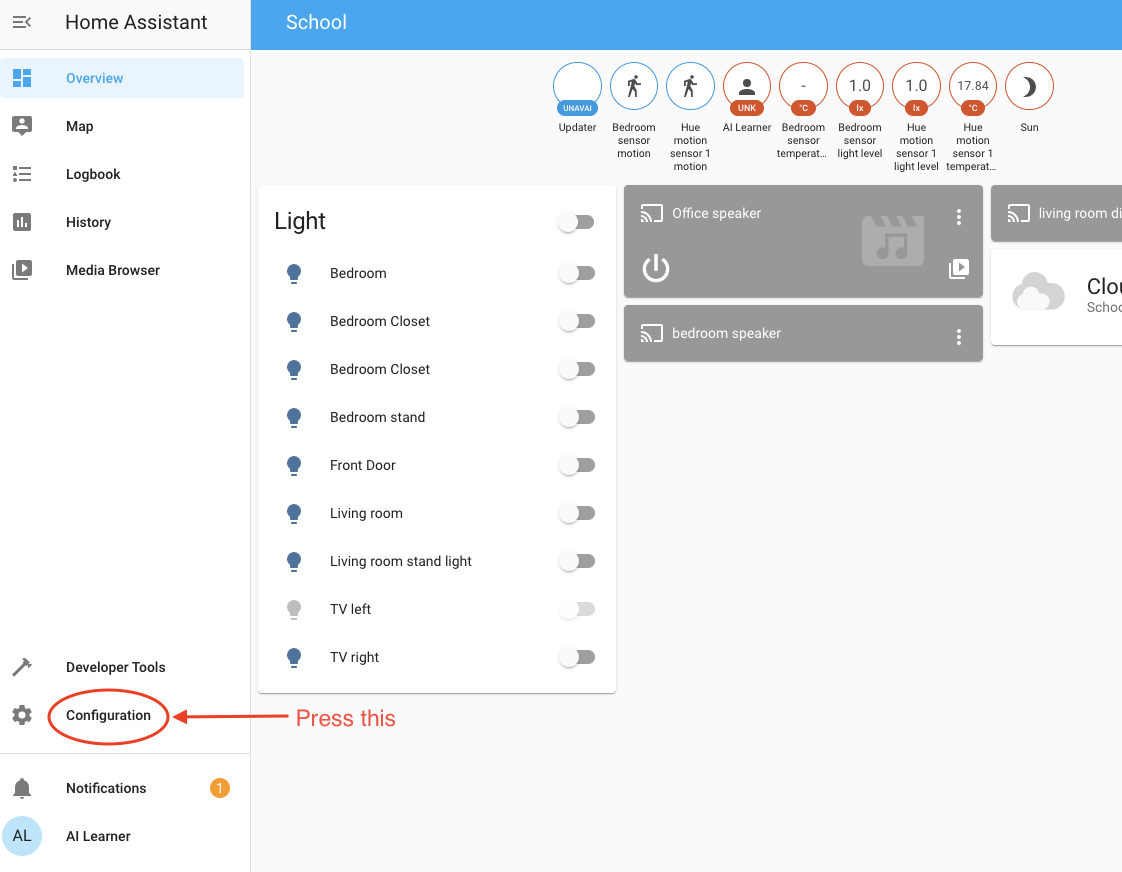 Home Assistant
School
Overview
Map
Logbook
History
Media Browser
Developer Tools
Configuration
Press this
Notifications
1
AL
AI Learner
UNAVAI
Updater
Bedroom
sensor
motion
Hue
motion
sensor 1
motion
UNK
AI Learner
-
°C
Bedroom
sensor
temperat...
1.0
lx
Bedroom
sensor
light level
1.0
lx
Hue
motion
sensor 1
light level
17.84
°C
Hue
motion
sensor 1
temperat...
Sun
Light
Bedroom
Bedroom Closet
Bedroom Closet
Bedroom stand
Front Door
Living room
Living room stand light
TV left
TV right
Office speaker
bedroom speaker
living room di
Clou
Schoo